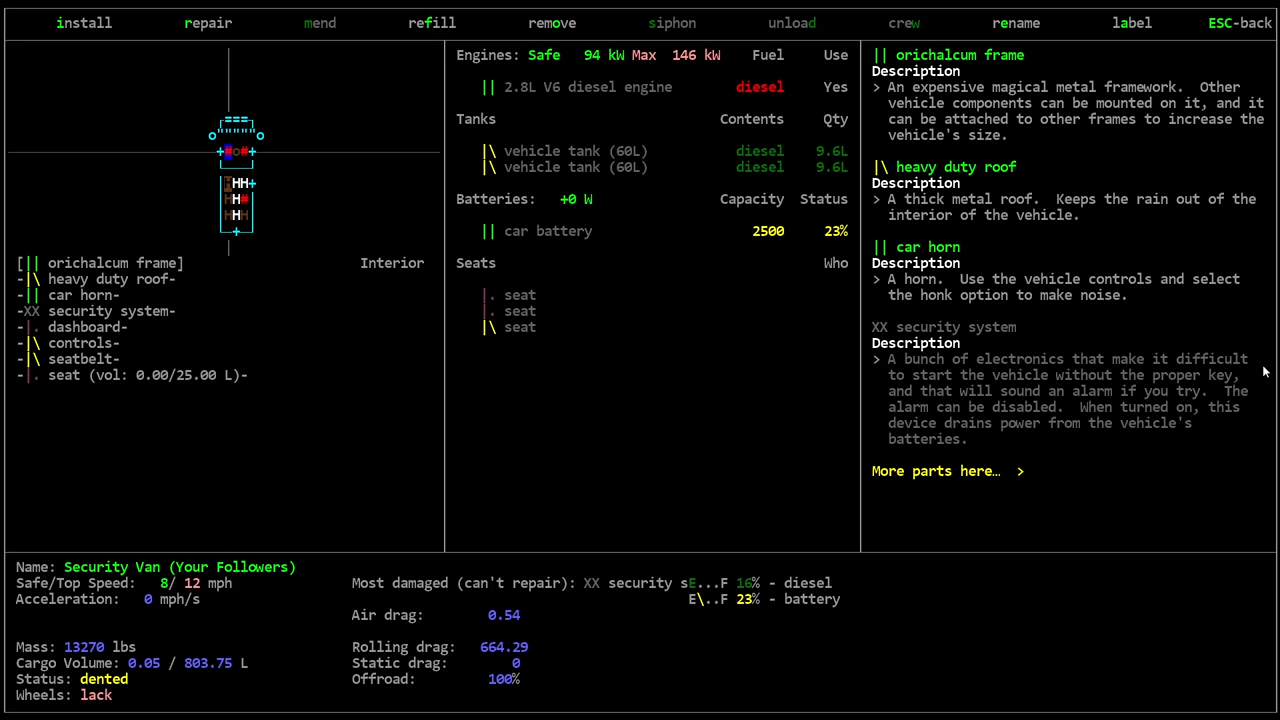 install repair mend refill remove siphon unload crew rename label ESC-back
[|| orichalcum frame] Interior
-|\ heavy duty roof-
-|| car horn-
-XX security system-
-|. dashboard-
-|\ controls-
-|\ seatbelt-
-|. seat (vol: 0.00/25.00 L)-
Engines: Safe 94 kW Max 146 kW Fuel Use
|| 2.8L V6 diesel engine diesel Yes
Tanks Contents Qty
|\ vehicle tank (60L) diesel 9.6L
|\ vehicle tank (60L) diesel 9.6L
Batteries: +0 W Capacity Status
|| car battery 2500 23%
Seats Who
|. seat
|. seat
|\ seat
|| orichalcum frame
Description
> An expensive magical metal framework. Other
vehicle components can be mounted on it, and it
can be attached to other frames to increase the
vehicle's size.
|\ heavy duty roof
Description
> A thick metal roof. Keeps the rain out of the
interior of the vehicle.
|| car horn
Description
> A horn. Use the vehicle controls and select
the honk option to make noise.
XX security system
Description
> A bunch of electronics that make it difficult
to start the vehicle without the proper key,
and that will sound an alarm if you try. The
alarm can be disabled. When turned on, this
device drains power from the vehicle's
batteries.
More parts here… >
Name: Security Van (Your Followers)
Safe/Top Speed: 8/ 12 mph
Acceleration: 0 mph/s
Mass: 13270 lbs
Cargo Volume: 0.05 / 803.75 L
Status: dented
Wheels: lack
Most damaged (can't repair): XX security sE...F 16% - diesel
E\..F 23% - battery
Air drag: 0.54
Rolling drag: 664.29
Static drag: 0
Offroad: 100%